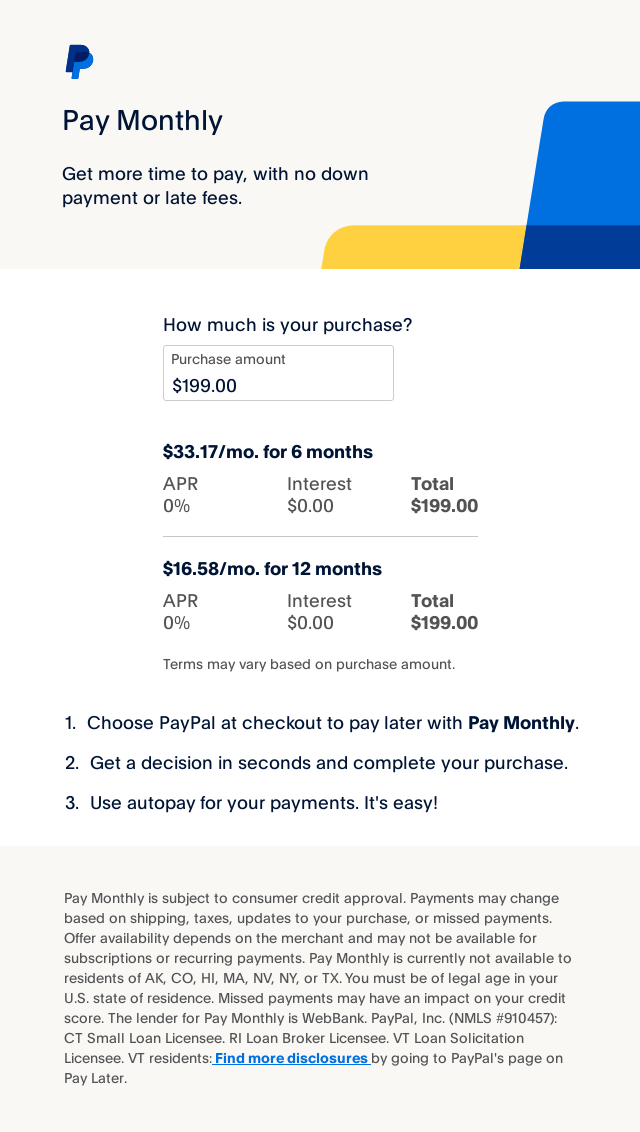 Pay Monthly
Get more time to pay, with no down
payment or late fees.
How much is your purchase?
Purchase amount
$199.00
$33.17/mo. for 6 months
APR Interest Total
0% $0.00 $199.00
$16.58/mo. for 12 months
APR Interest Total
0% $0.00 $199.00
Terms may vary based on purchase amount.
1. Choose PayPal at checkout to pay later with Pay Monthly.
2. Get a decision in seconds and complete your purchase.
3. Use autopay for your payments. It's easy!
Pay Monthly is subject to consumer credit approval. Payments may change
based on shipping, taxes, updates to your purchase, or missed payments.
Offer availability depends on the merchant and may not be available for
subscriptions or recurring payments. Pay Monthly is currently not available to
residents of AK, CO, HI, MA, NV, NY, or TX. You must be of legal age in your
U.S. state of residence. Missed payments may have an impact on your credit
score. The lender for Pay Monthly is WebBank. PayPal, Inc. (NMLS #910457):
CT Small Loan Licensee. RI Loan Broker Licensee. VT Loan Solicitation
Licensee. VT residents: Find more disclosures by going to PayPal's page on
Pay Later.